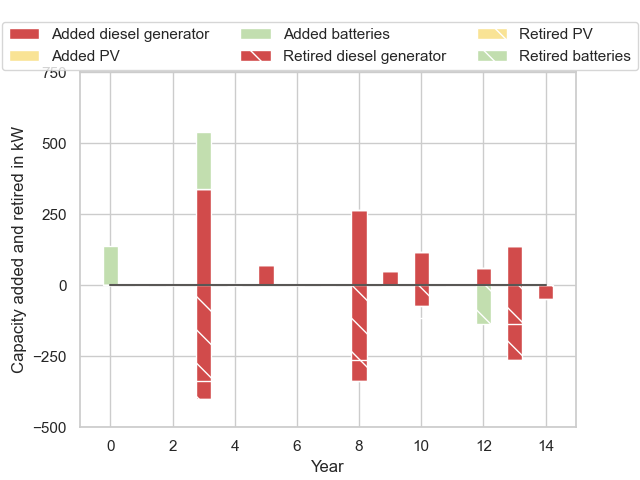 Added diesel generator
Added PV
Added batteries
Retired diesel generator
Retired PV
Retired batteries
750
500
250
0
−250
−500
Capacity added and retired in kW
0 2 4 6 8 10 12 14
Year